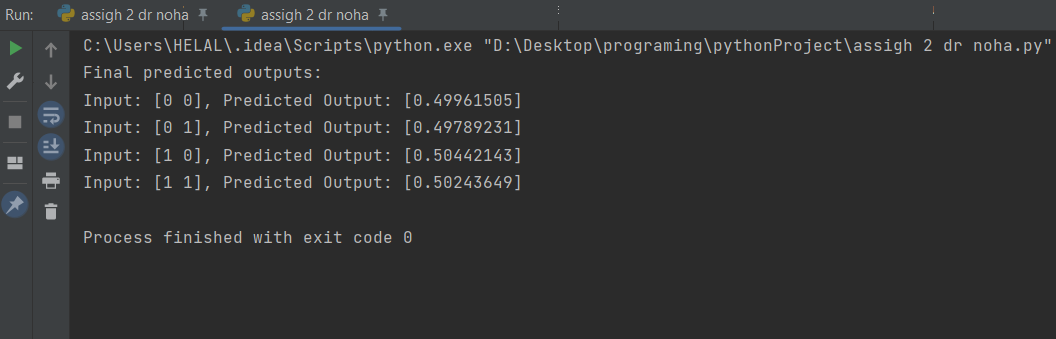 Run: assigh 2 dr noha assigh 2 dr noha
C:\Users\HELAL\.idea\Scripts\python.exe "D:\Desktop\programing\pythonProject\assigh 2 dr noha.py"
Final predicted outputs:
Input: [0 0], Predicted Output: [0.49961505]
Input: [0 1], Predicted Output: [0.49789231]
Input: [1 0], Predicted Output: [0.50442143]
Input: [1 1], Predicted Output: [0.50243649]
Process finished with exit code 0